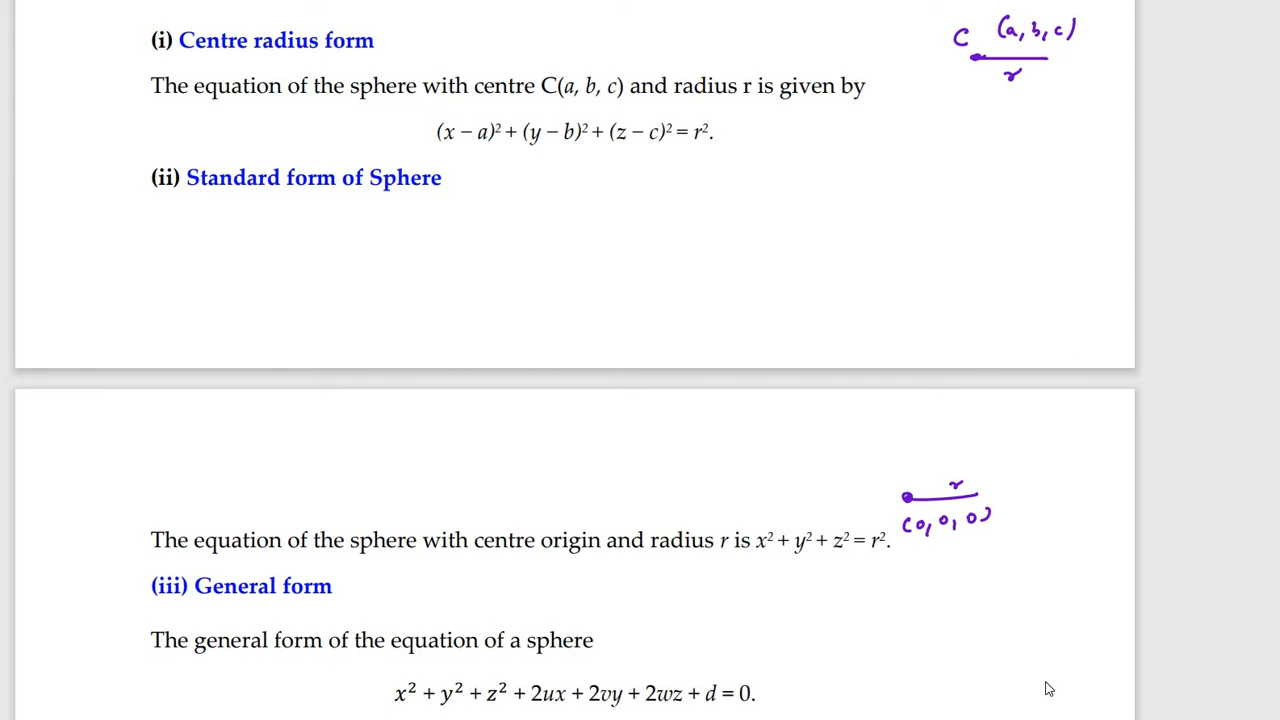 (i) Centre radius form
C (a, b, c)
r
The equation of the sphere with centre C(a, b, c) and radius r is given by
(x − a)² + (y − b)² + (z − c)² = r².
(ii) Standard form of Sphere
r
(0, 0, 0)
The equation of the sphere with centre origin and radius r is x² + y² + z² = r².
(iii) General form
The general form of the equation of a sphere
x² + y² + z² + 2ux + 2vy + 2wz + d = 0.